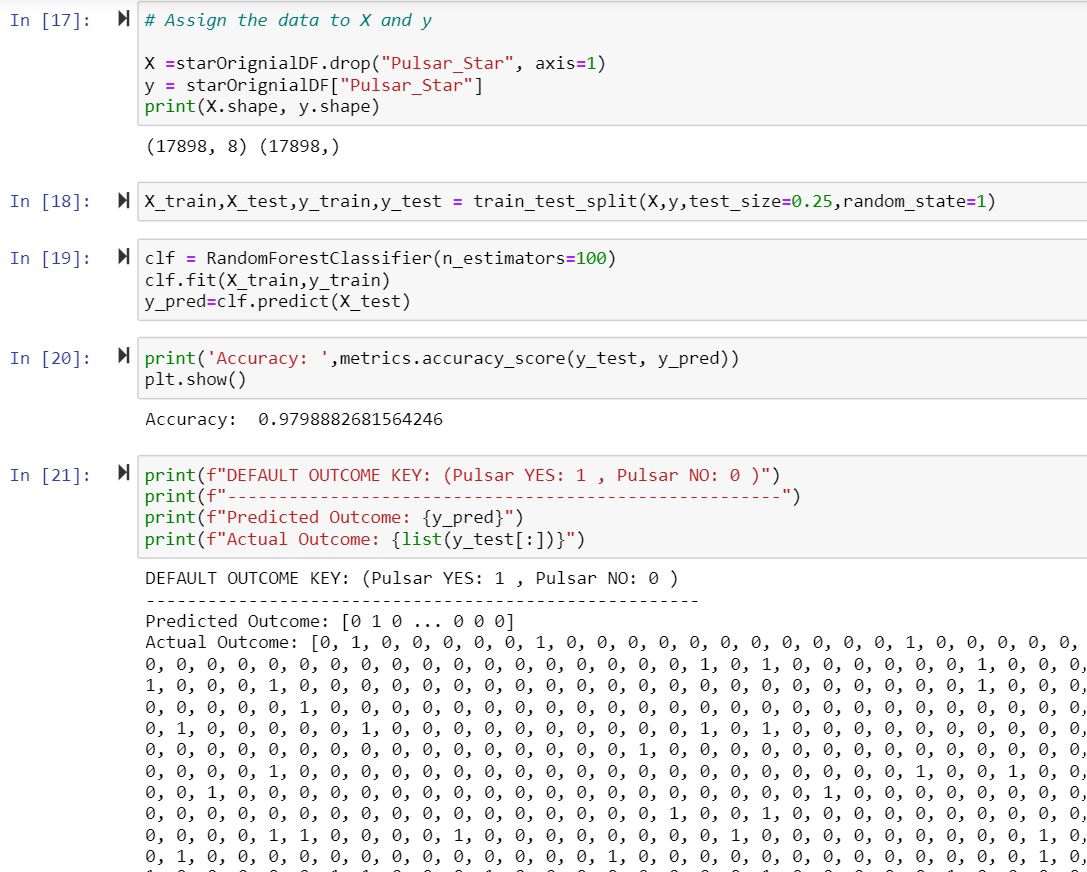 In [17]:
# Assign the data to X and y
X =starOrignialDF.drop("Pulsar_Star", axis=1)
y = starOrignialDF["Pulsar_Star"]
print(X.shape, y.shape)
(17898, 8) (17898,)
In [18]:
X_train,X_test,y_train,y_test = train_test_split(X,y,test_size=0.25,random_state=1)
In [19]:
clf = RandomForestClassifier(n_estimators=100)
clf.fit(X_train,y_train)
y_pred=clf.predict(X_test)
In [20]:
print('Accuracy: ',metrics.accuracy_score(y_test, y_pred))
plt.show()
Accuracy:  0.9798882681564246
In [21]:
print(f"DEFAULT OUTCOME KEY: (Pulsar YES: 1 , Pulsar NO: 0 )")
print(f"------------------------------------------------------")
print(f"Predicted Outcome: {y_pred}")
print(f"Actual Outcome: {list(y_test[:])}")
DEFAULT OUTCOME KEY: (Pulsar YES: 1 , Pulsar NO: 0 )
------------------------------------------------------
Predicted Outcome: [0 1 0 ... 0 0 0]
Actual Outcome: [0, 1, 0, 0, 0, 0, 0, 1, 0, 0, 0, 0, 0, 0, 0, 0, 0, 0, 0, 1, 0, 0, 0, 0, 0,
0, 0, 0, 0, 0, 0, 0, 0, 0, 0, 0, 0, 0, 0, 0, 0, 0, 0, 1, 0, 1, 0, 0, 0, 0, 0, 0, 1, 0, 0, 0,
1, 0, 0, 0, 1, 0, 0, 0, 0, 0, 0, 0, 0, 0, 0, 0, 0, 0, 0, 0, 0, 0, 0, 0, 0, 0, 0, 1, 0, 0, 0,
0, 0, 0, 0, 0, 1, 0, 0, 0, 0, 0, 0, 0, 0, 0, 0, 0, 0, 0, 0, 0, 0, 0, 0, 0, 0, 0, 0, 0, 0, 0,
0, 1, 0, 0, 0, 0, 0, 1, 0, 0, 0, 0, 0, 0, 0, 0, 0, 0, 1, 0, 1, 0, 0, 0, 0, 0, 0, 0, 0, 0, 0,
0, 0, 0, 0, 0, 0, 0, 0, 0, 0, 0, 0, 0, 0, 0, 0, 1, 0, 0, 0, 0, 0, 0, 0, 0, 0, 0, 0, 0, 0, 0,
0, 0, 0, 0, 1, 0, 0, 0, 0, 0, 0, 0, 0, 0, 0, 0, 0, 0, 0, 0, 0, 0, 0, 0, 0, 1, 0, 0, 1, 0, 0,
0, 0, 1, 0, 0, 0, 0, 0, 0, 0, 0, 0, 0, 0, 0, 0, 0, 0, 0, 0, 0, 0, 1, 0, 0, 0, 0, 0, 0, 0, 0,
0, 0, 0, 0, 0, 0, 0, 0, 0, 0, 0, 0, 0, 0, 0, 0, 0, 1, 0, 0, 1, 0, 0, 0, 0, 0, 0, 0, 0, 0, 0,
0, 0, 0, 0, 1, 1, 0, 0, 0, 0, 1, 0, 0, 0, 0, 0, 0, 0, 0, 1, 0, 0, 0, 0, 0, 0, 0, 0, 0, 1, 0,
0, 1, 0, 0, 0, 0, 0, 0, 0, 0, 0, 0, 0, 0, 0, 1, 0, 0, 0, 0, 0, 0, 0, 0, 0, 0, 0, 0, 0, 1, 0,